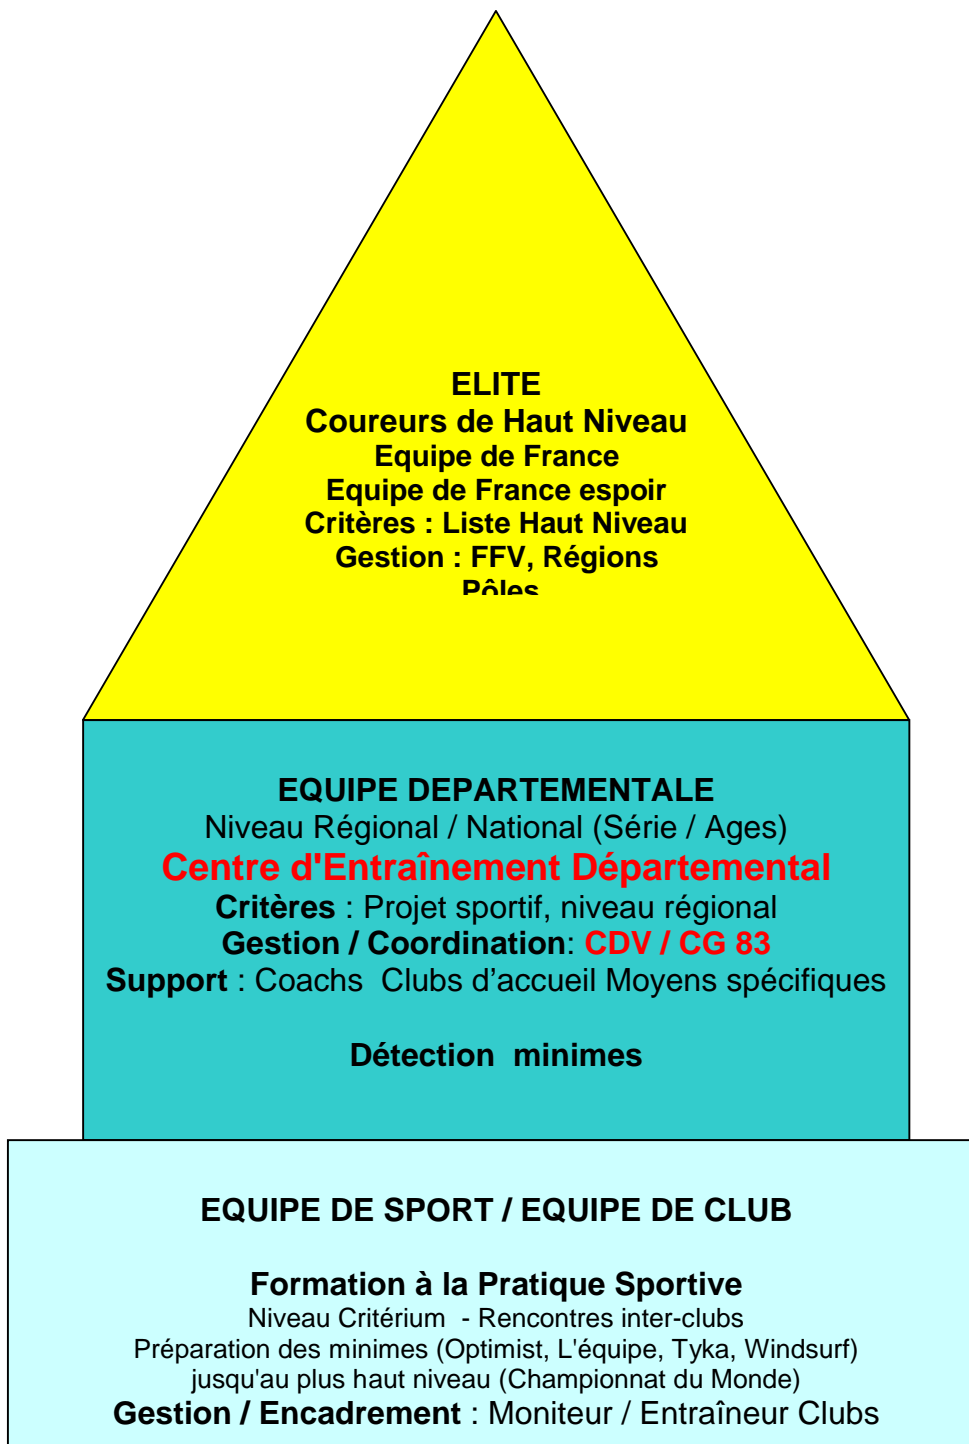 ELITE
Coureurs de Haut Niveau
Equipe de France
Equipe de France espoir
Critères : Liste Haut Niveau
Gestion : FFV, Régions
Pôles
EQUIPE DEPARTEMENTALE
Niveau Régional / National (Série / Ages)
Centre d'Entraînement Départemental
Critères : Projet sportif, niveau régional
Gestion / Coordination: CDV / CG 83
Support : Coachs  Clubs d’accueil Moyens spécifiques
Détection  minimes
EQUIPE DE SPORT / EQUIPE DE CLUB
Formation à la Pratique Sportive
Niveau Critérium  - Rencontres inter-clubs
Préparation des minimes (Optimist, L'équipe, Tyka, Windsurf)
jusqu'au plus haut niveau (Championnat du Monde)
Gestion / Encadrement : Moniteur / Entraîneur Clubs